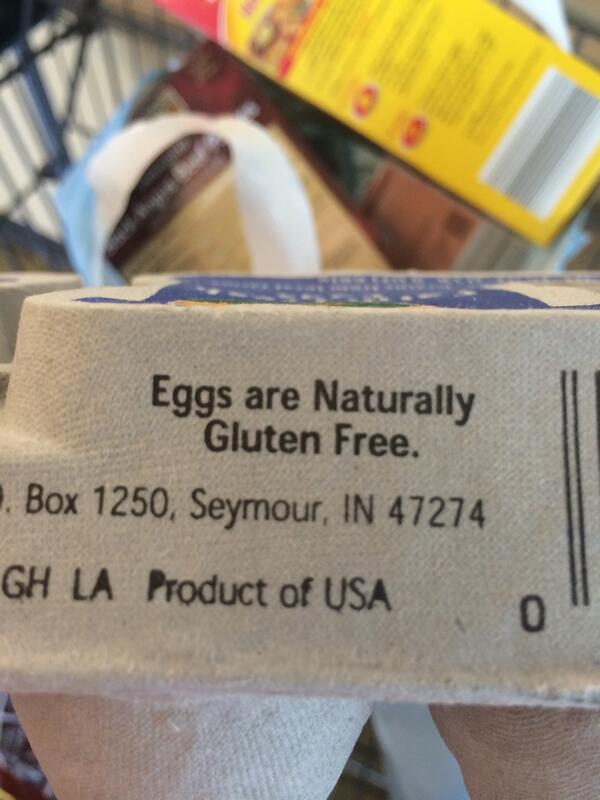 Eggs are Naturally
Gluten Free.
. Box 1250, Seymour, IN 47274
GH LA Product of USA
0